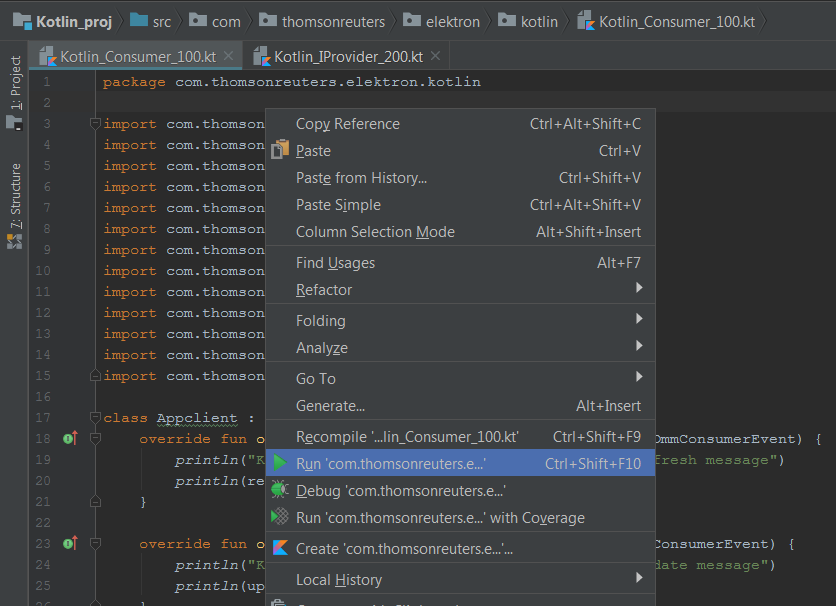 Kotlin_proj src com thomsonreuters elektron kotlin Kotlin_Consumer_100.kt
Kotlin_Consumer_100.kt Kotlin_IProvider_200.kt
1: Project
7: Structure
1 package com.thomsonreuters.elektron.kotlin
2
3 import com.thomson
4 import com.thomson
5 import com.thomson
6 import com.thomson
7 import com.thomson
8 import com.thomson
9 import com.thomson
10 import com.thomson
11 import com.thomson
12 import com.thomson
13 import com.thomson
14 import com.thomson
15 import com.thomson
16
17 class Appclient :
18 override fun o OmmConsumerEvent) {
19 println("K fresh message")
20 println(re
21 }
22
23 override fun o ConsumerEvent) {
24 println("K date message")
25 println(up
26
Copy Reference Ctrl+Alt+Shift+C
Paste Ctrl+V
Paste from History... Ctrl+Shift+V
Paste Simple Ctrl+Alt+Shift+V
Column Selection Mode Alt+Shift+Insert
Find Usages Alt+F7
Refactor
Folding
Analyze
Go To
Generate... Alt+Insert
Recompile '...lin_Consumer_100.kt' Ctrl+Shift+F9
Run 'com.thomsonreuters.e...' Ctrl+Shift+F10
Debug 'com.thomsonreuters.e...'
Run 'com.thomsonreuters.e...' with Coverage
Create 'com.thomsonreuters.e...'...
Local History